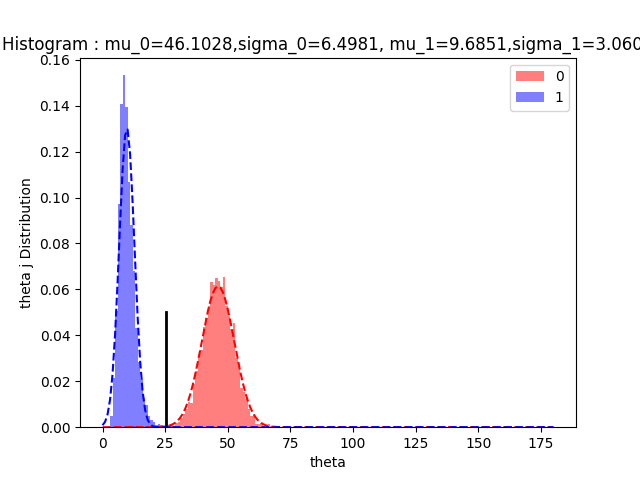 Histogram : mu_0=46.1028,sigma_0=6.4981, mu_1=9.6851,sigma_1=3.060
0.16
0.14
0.12
0.10
0.08
0.06
0.04
0.02
0.00
theta j Distribution
0
1
0 25 50 75 100 125 150 175
theta